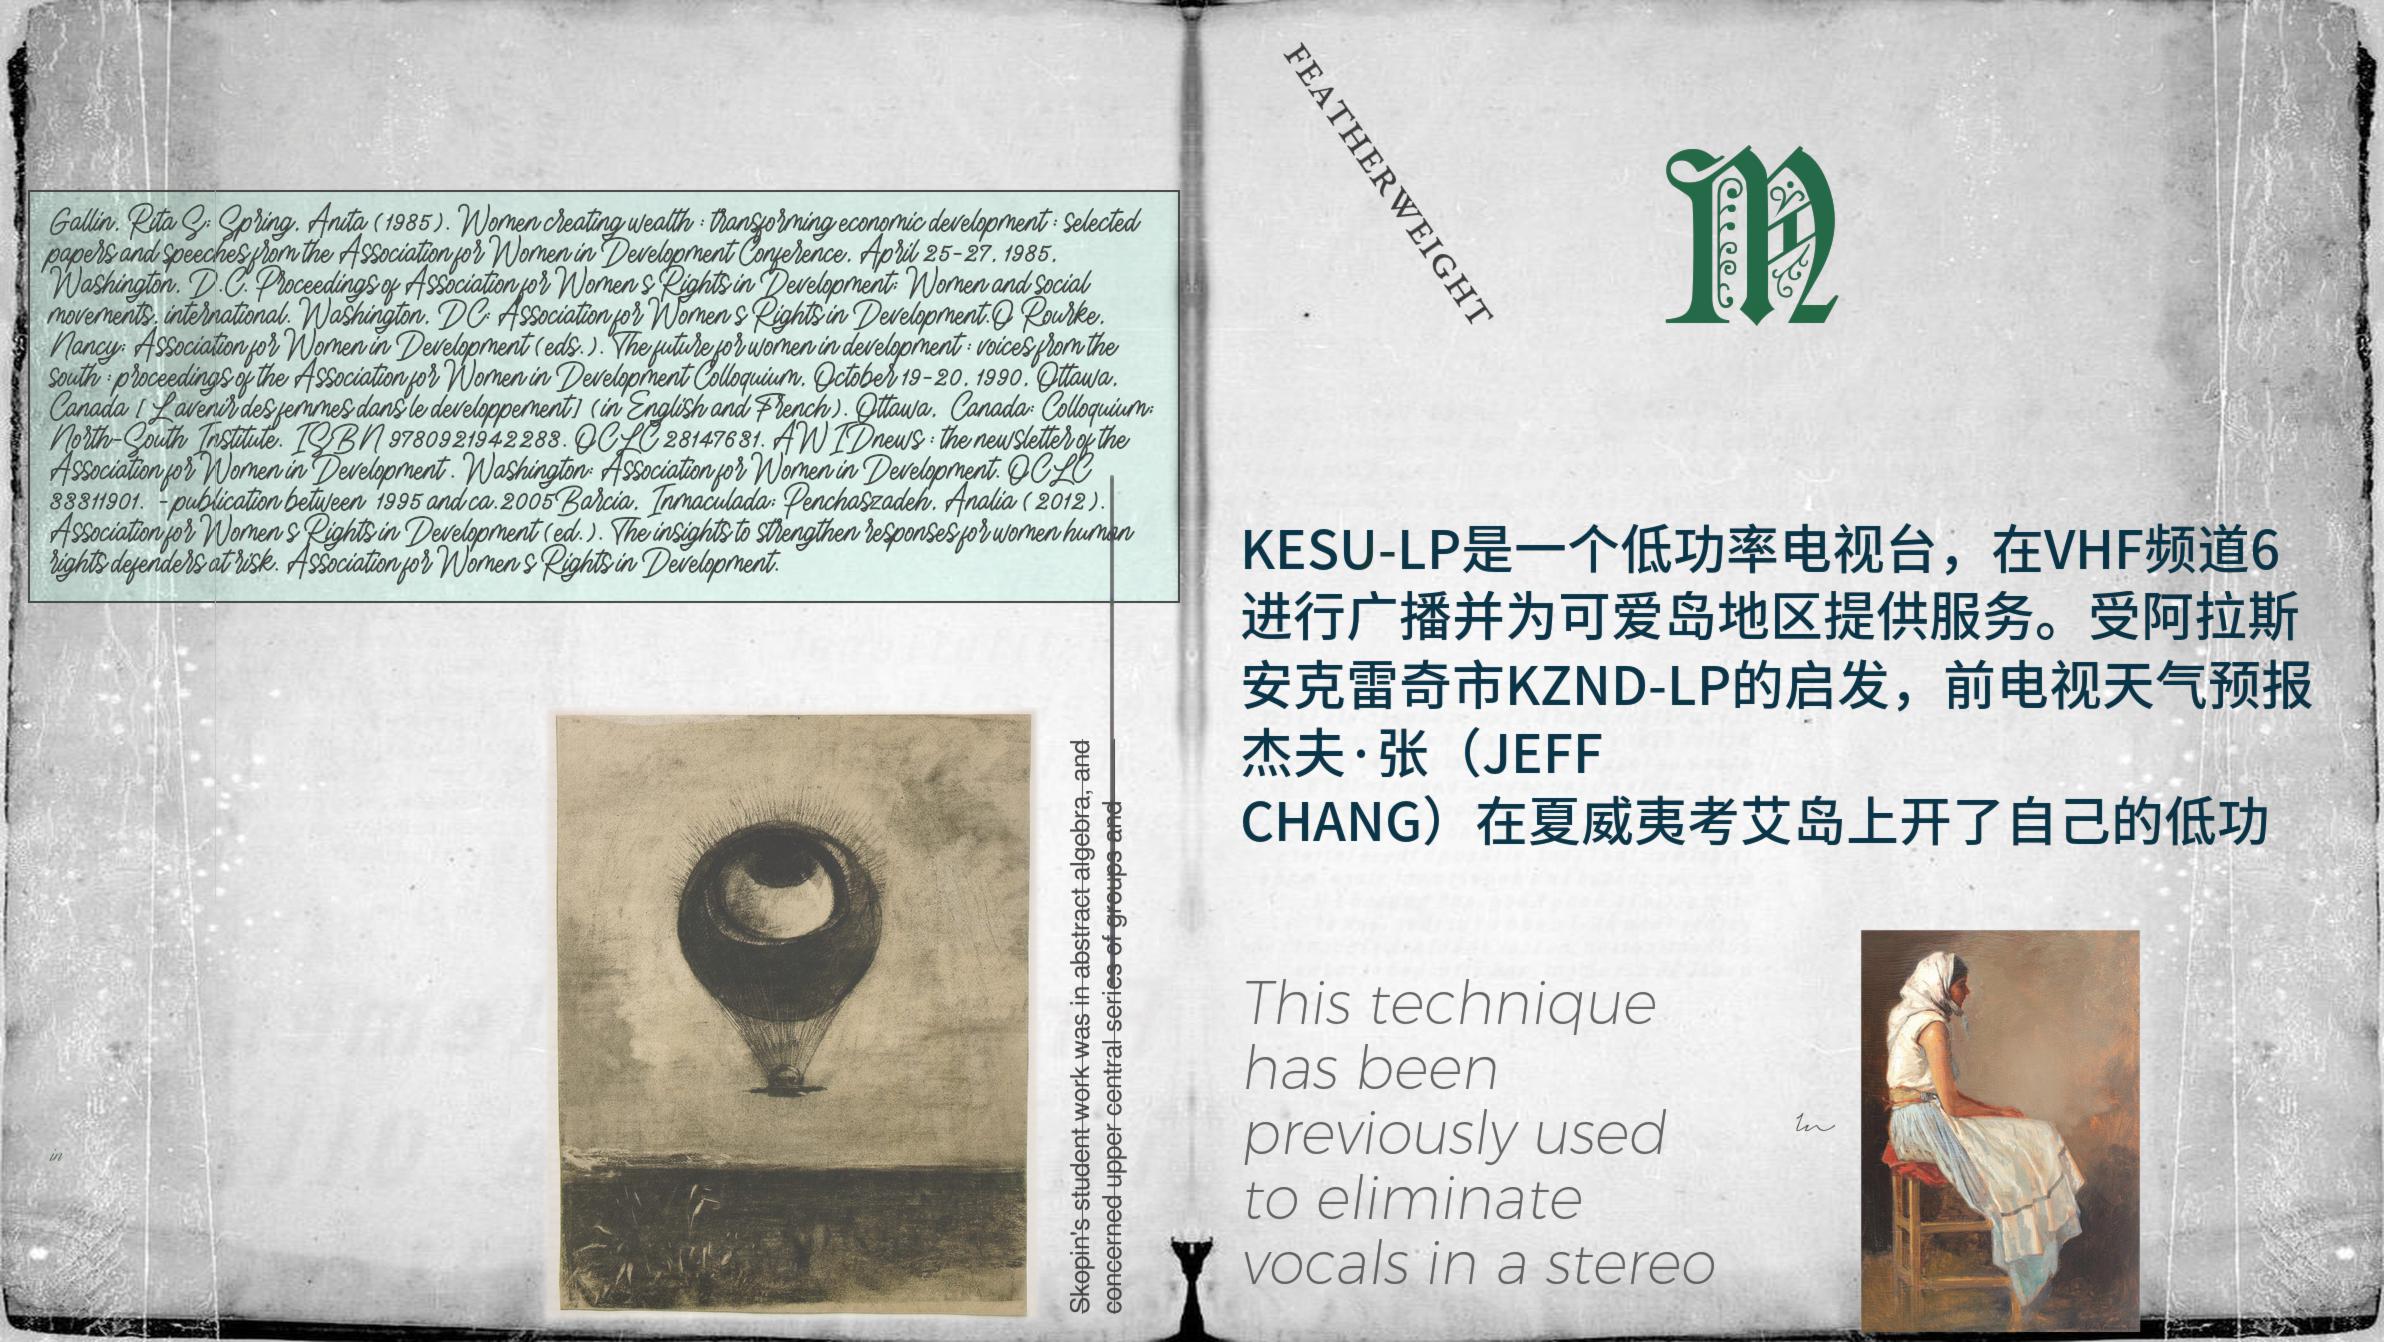 Gallin, Rita S; Spring, Anita (1985). Women creating wealth : transforming economic development : selected
papers and speeches from the Association for Women in Development Conference, April 25-27, 1985,
Washington, D.C. Proceedings of Association for Women s Rights in Development; Women and social
movements, international. Washington, DC: Association for Women s Rights in Development.O Rourke,
Nancy; Association for Women in Development (eds.). The future for women in development : voices from the
south : proceedings of the Association for Women in Development Colloquium, October 19-20, 1990, Ottawa,
Canada [ L avenir des femmes dans le developpement] (in English and French). Ottawa, Canada: Colloquium;
North-South Institute. ISBN 9780921942283. OCLC 28147631. AWIDnews : the newsletter of the
Association for Women in Development . Washington: Association for Women in Development. OCLC
33811901. - publication between 1995 and ca.2005Barcia, Inmaculada; Penchaszadeh, Analia (2012).
Association for Women s Rights in Development (ed.). The insights to strengthen responses for women human
rights defenders at risk. Association for Women s Rights in Development.
in
Skopin's student work was in abstract algebra, and
concerned upper central series of groups and
FEATHERWEIGHT
M
KESU-LP是一个低功率电视台，在VHF频道6
进行广播并为可爱岛地区提供服务。受阿拉斯
安克雷奇市KZND-LP的启发，前电视天气预报
杰夫·张（JEFF
CHANG）在夏威夷考艾岛上开了自己的低功
This technique
has been
previously used
to eliminate
vocals in a stereo
In